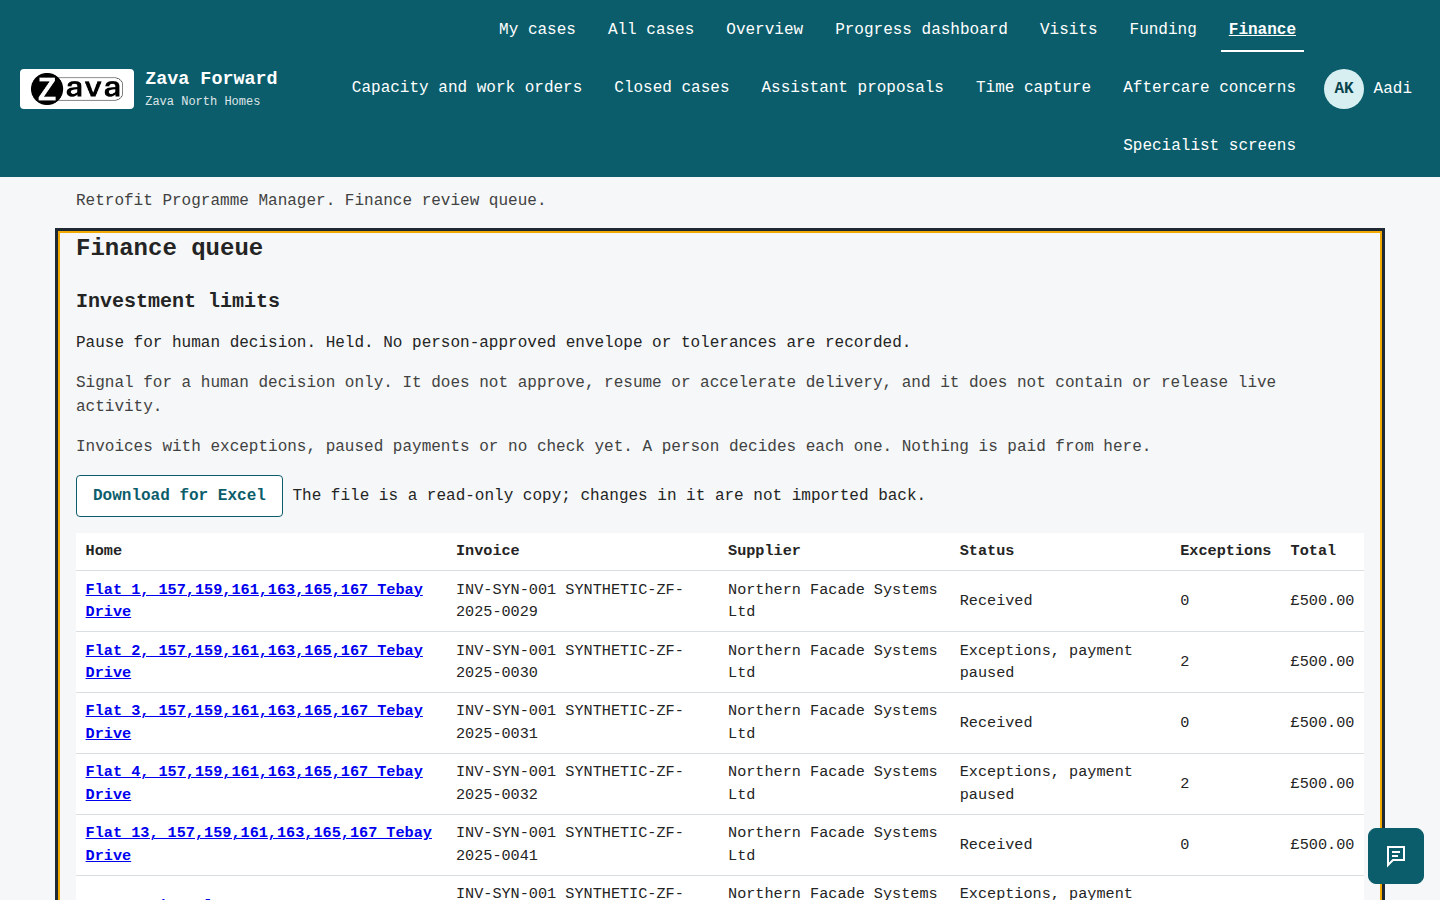 My cases All cases Overview Progress dashboard Visits Funding Finance
Zava
Zava Forward
Zava North Homes
Capacity and work orders Closed cases Assistant proposals Time capture Aftercare concerns
AK Aadi
Specialist screens
Retrofit Programme Manager. Finance review queue.
Finance queue
Investment limits
Pause for human decision. Held. No person-approved envelope or tolerances are recorded.
Signal for a human decision only. It does not approve, resume or accelerate delivery, and it does not contain or release live
activity.
Invoices with exceptions, paused payments or no check yet. A person decides each one. Nothing is paid from here.
Download for Excel The file is a read-only copy; changes in it are not imported back.
Home Invoice Supplier Status Exceptions Total
Flat 1, 157,159,161,163,165,167 Tebay INV-SYN-001 SYNTHETIC-ZF- Northern Facade Systems Received 0 £500.00
Drive 2025-0029 Ltd
Flat 2, 157,159,161,163,165,167 Tebay INV-SYN-001 SYNTHETIC-ZF- Northern Facade Systems Exceptions, payment 2 £500.00
Drive 2025-0030 Ltd paused
Flat 3, 157,159,161,163,165,167 Tebay INV-SYN-001 SYNTHETIC-ZF- Northern Facade Systems Received 0 £500.00
Drive 2025-0031 Ltd
Flat 4, 157,159,161,163,165,167 Tebay INV-SYN-001 SYNTHETIC-ZF- Northern Facade Systems Exceptions, payment 2 £500.00
Drive 2025-0032 Ltd paused
Flat 13, 157,159,161,163,165,167 Tebay INV-SYN-001 SYNTHETIC-ZF- Northern Facade Systems Received 0 £500.00
Drive 2025-0041 Ltd
INV-SYN-001 SYNTHETIC-ZF- Northern Facade Systems Exceptions, payment